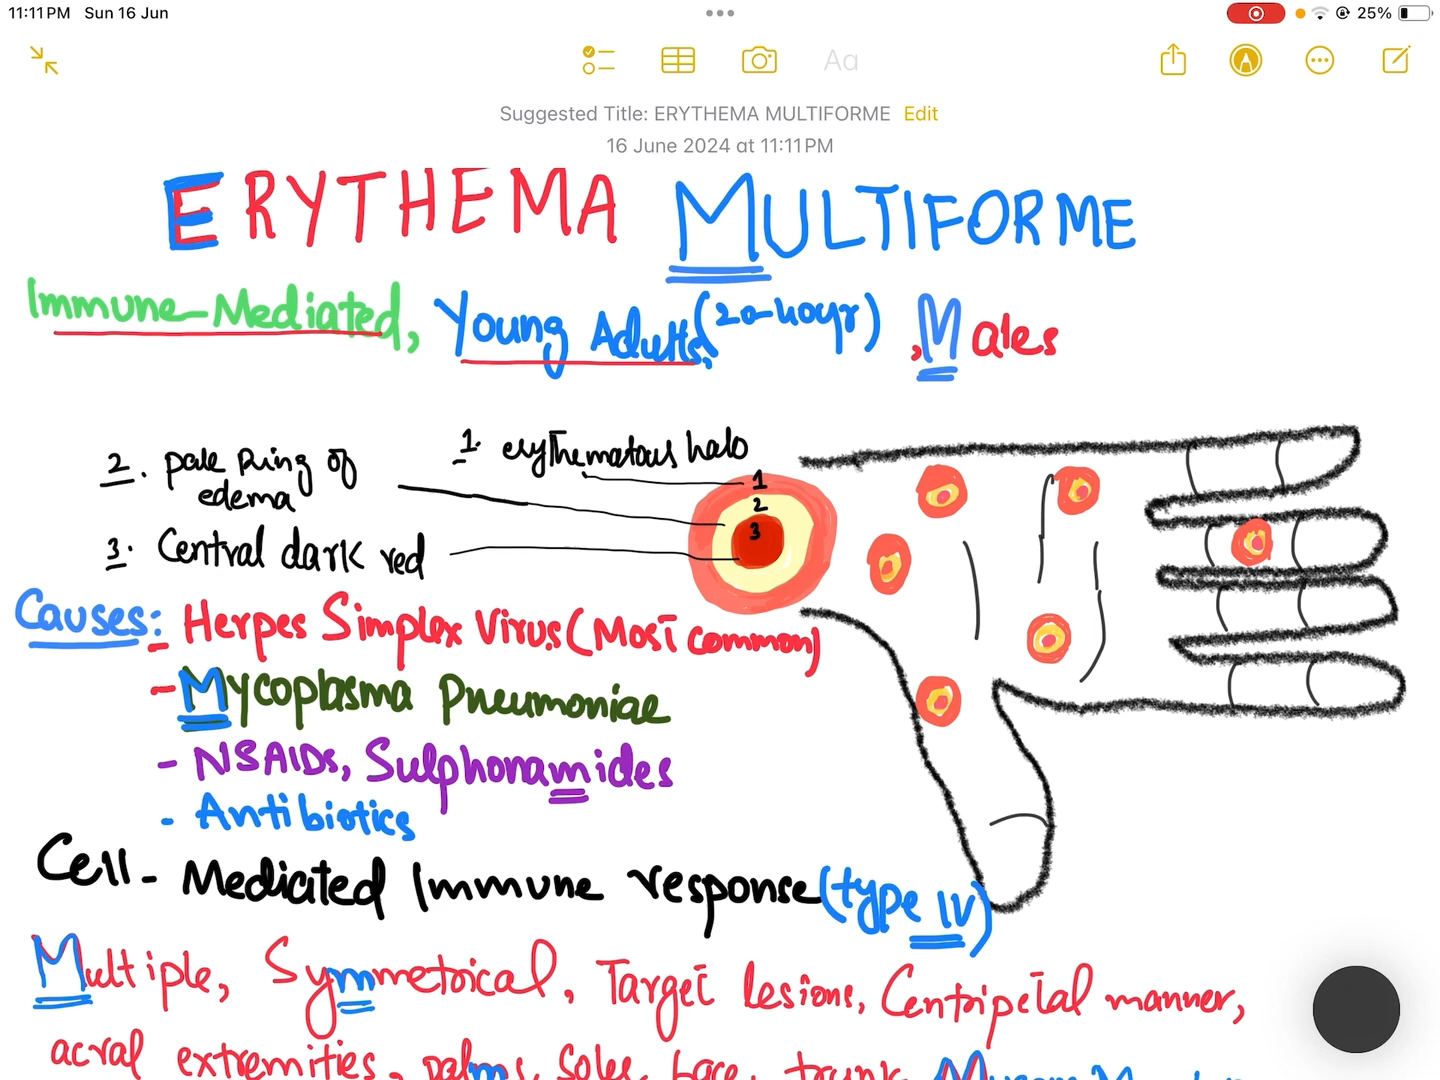 11:11 PM Sun 16 Jun
25%
Aa
Suggested Title: ERYTHEMA MULTIFORME Edit
16 June 2024 at 11:11 PM
ERYTHEMA MULTIFORME
Immune-Mediated, Young Adults, (20-40yr), Males
1. erythematous halo
2. pale Ring of
edema
3. Central dark red
1
2
3
Causes:
- Herpes Simplex Virus (Most common)
- Mycoplasma Pneumoniae
- NSAIDs, Sulphonamides
- Antibiotics
Cell-Mediated Immune response (type IV)
Multiple, Symmetrical, Target lesions, Centripetal manner,
acral extremities, palms, soles, face, trunk,